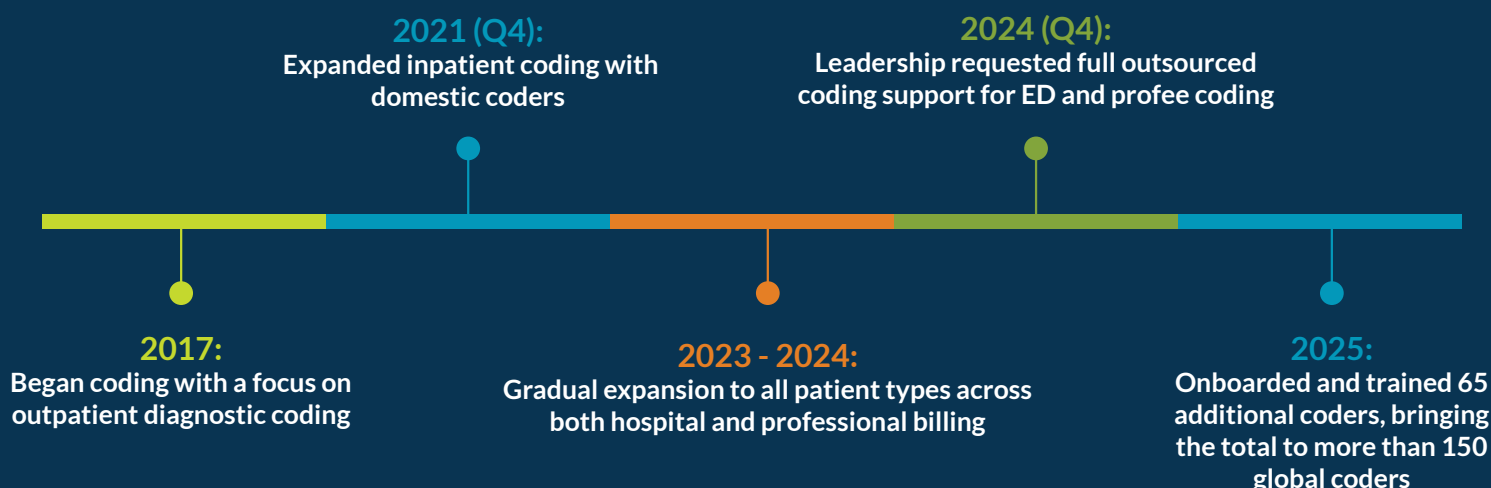 2017:
Began coding with a focus on
outpatient diagnostic coding
2021 (Q4):
Expanded inpatient coding with
domestic coders
2023 - 2024:
Gradual expansion to all patient types across
both hospital and professional billing
2024 (Q4):
Leadership requested full outsourced
coding support for ED and profee coding
2025:
Onboarded and trained 65
additional coders, bringing
the total to more than 150
global coders